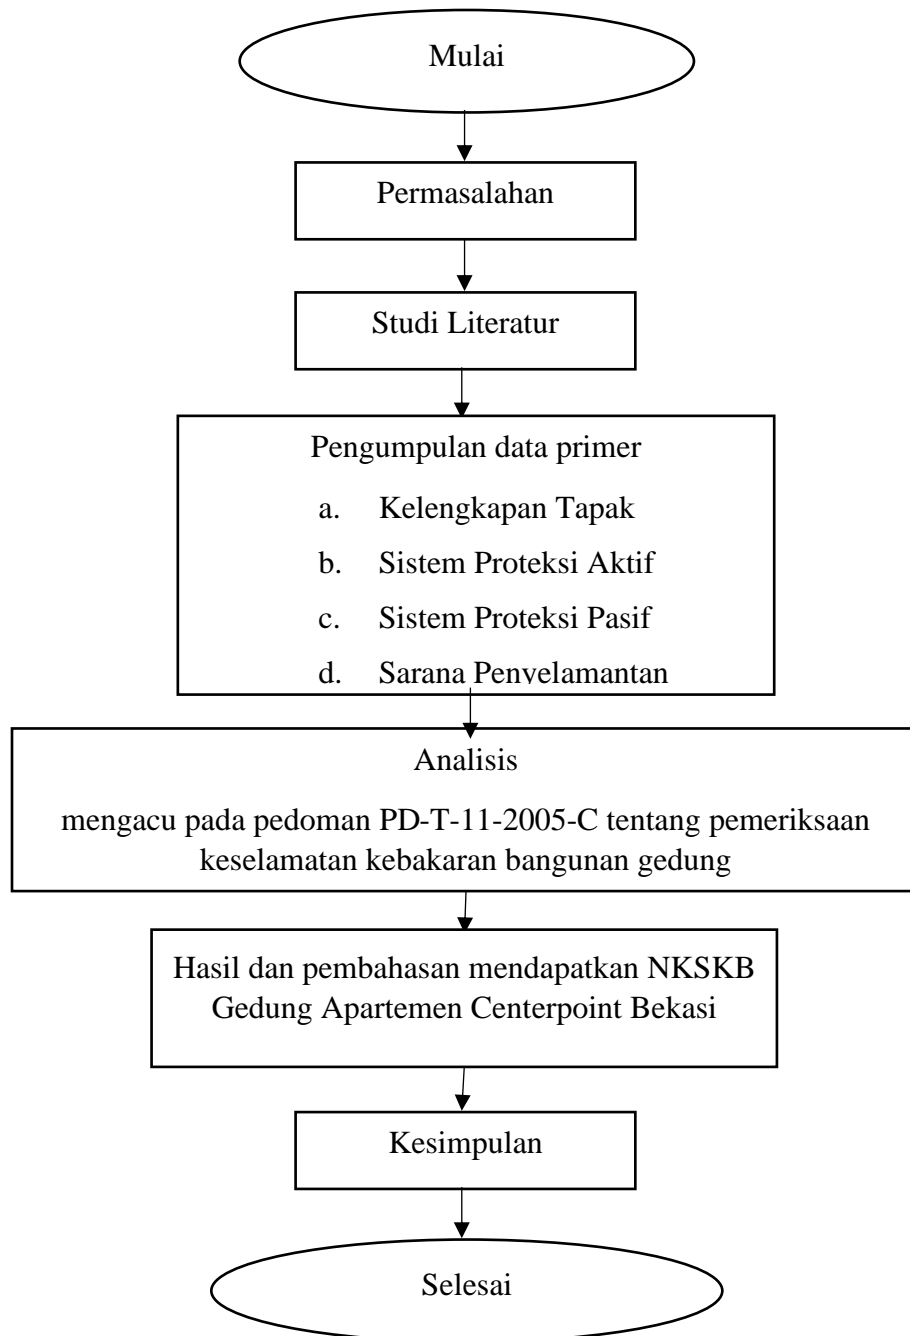 Mulai
Permasalahan
Studi Literatur
Pengumpulan data primer
a. Kelengkapan Tapak
b. Sistem Proteksi Aktif
c. Sistem Proteksi Pasif
d. Sarana Penyelamantan
Analisis
mengacu pada pedoman PD-T-11-2005-C tentang pemeriksaan
keselamatan kebakaran bangunan gedung
Hasil dan pembahasan mendapatkan NKSKB
Gedung Apartemen Centerpoint Bekasi
Kesimpulan
Selesai